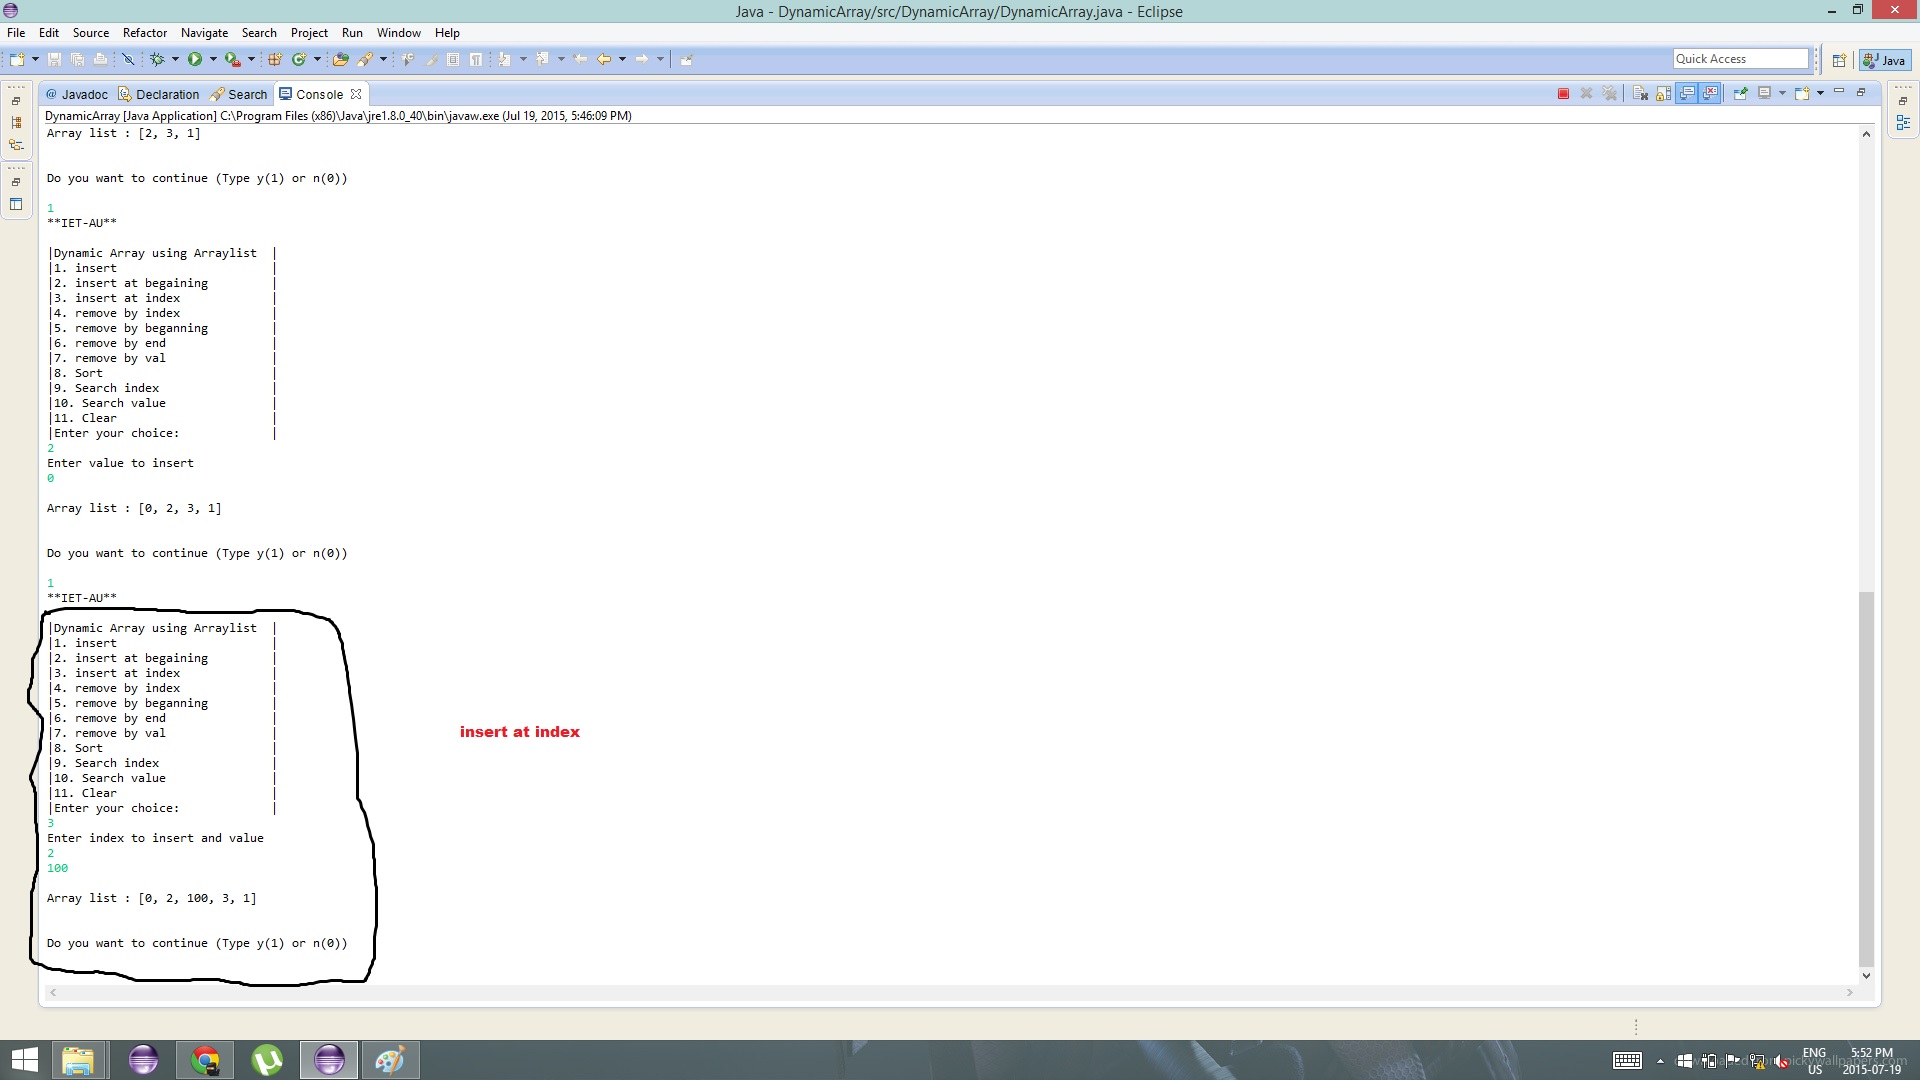 Java - DynamicArray/src/DynamicArray/DynamicArray.java - Eclipse
File Edit Source Refactor Navigate Search Project Run Window Help
Quick Access
Java
@ Javadoc Declaration Search Console
DynamicArray [Java Application] C:\Program Files (x86)\Java\jre1.8.0_40\bin\javaw.exe (Jul 19, 2015, 5:46:09 PM)
Array list : [2, 3, 1]
Do you want to continue (Type y(1) or n(0))
1
**IET-AU**
|Dynamic Array using Arraylist |
|1. insert |
|2. insert at begaining |
|3. insert at index |
|4. remove by index |
|5. remove by beganning |
|6. remove by end |
|7. remove by val |
|8. Sort |
|9. Search index |
|10. Search value |
|11. Clear |
|Enter your choice: |
2
Enter value to insert
0
Array list : [0, 2, 3, 1]
Do you want to continue (Type y(1) or n(0))
1
**IET-AU**
|Dynamic Array using Arraylist |
|1. insert |
|2. insert at begaining |
|3. insert at index |
|4. remove by index |
|5. remove by beganning |
|6. remove by end |
|7. remove by val |
|8. Sort |
|9. Search index |
|10. Search value |
|11. Clear |
|Enter your choice: |
3
Enter index to insert and value
2
100
Array list : [0, 2, 100, 3, 1]
Do you want to continue (Type y(1) or n(0))
insert at index
ENG
US
5:52 PM
2015-07-19